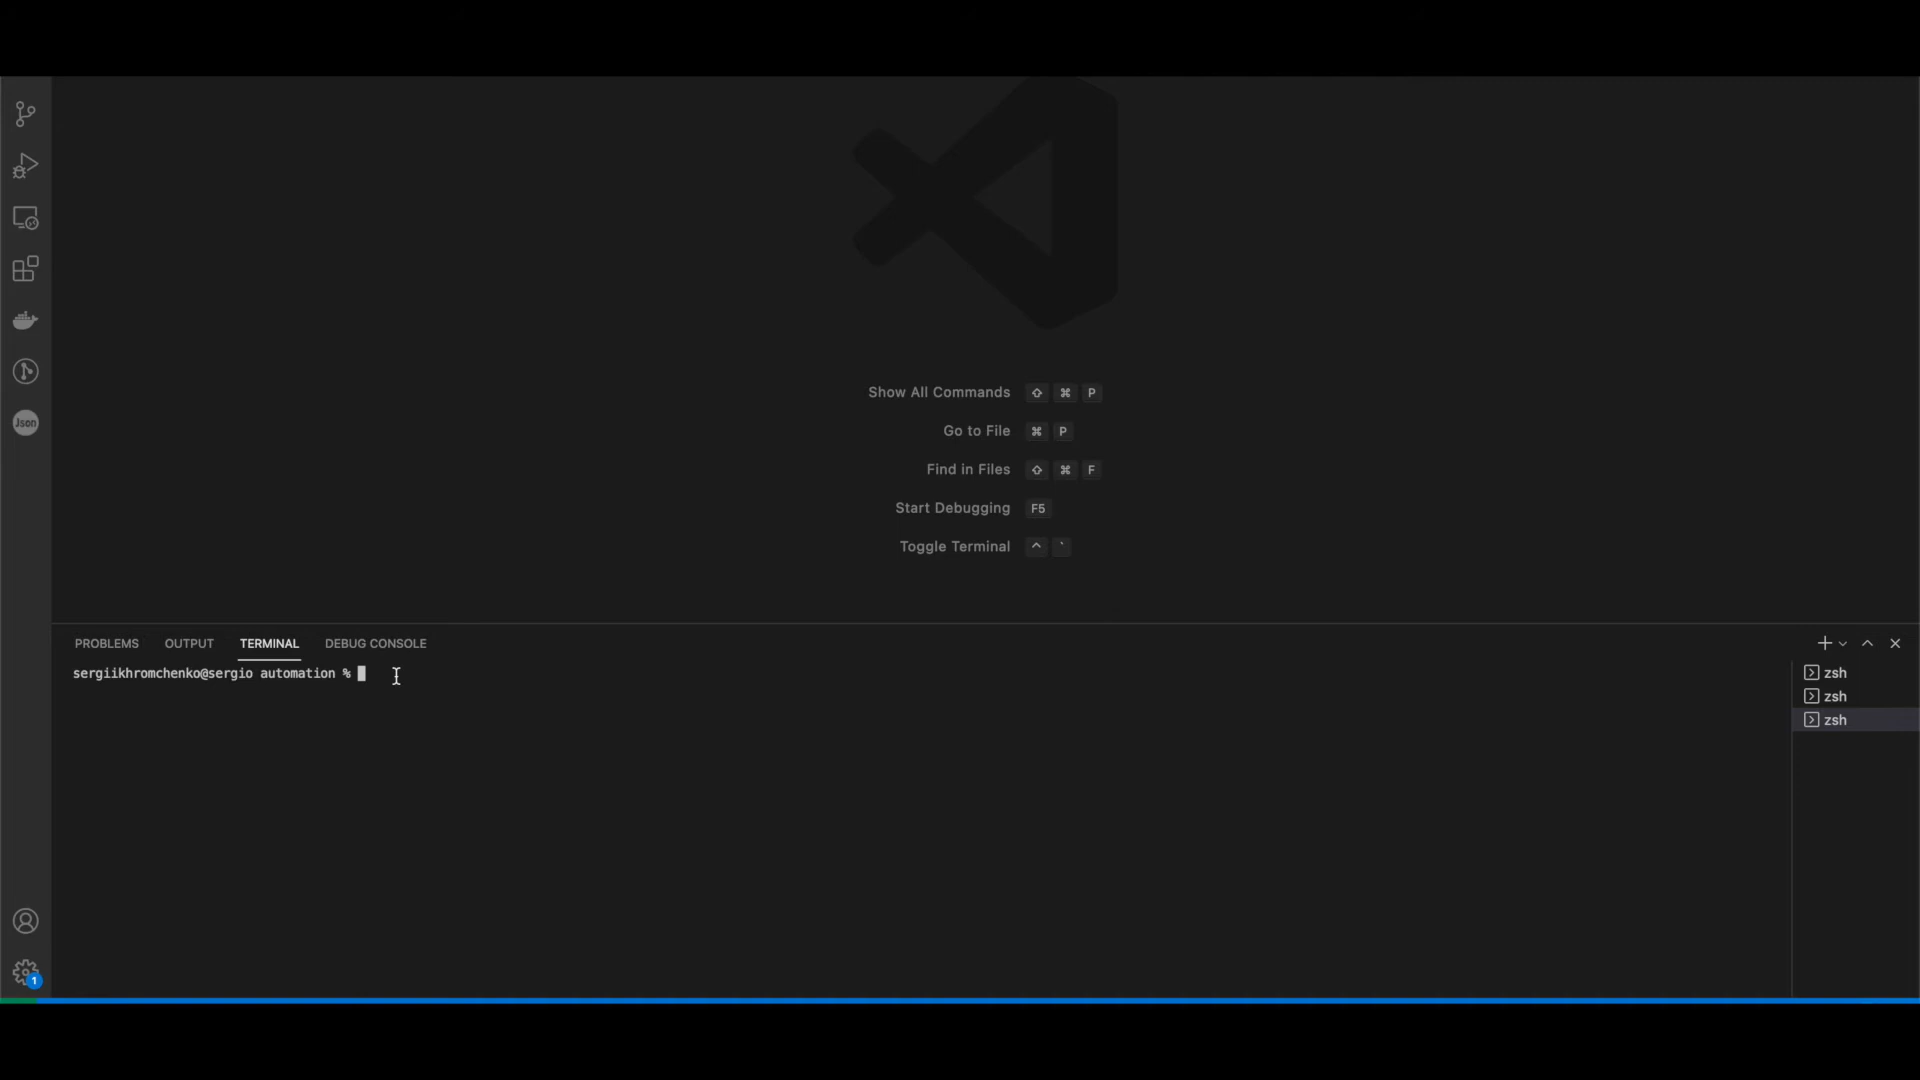 Json
Show All Commands ⇧ ⌘ P
Go to File ⌘ P
Find in Files ⇧ ⌘ F
Start Debugging F5
Toggle Terminal ^ `
PROBLEMS OUTPUT TERMINAL DEBUG CONSOLE
sergiikhromchenko@sergio automation %
zsh
zsh
zsh
1